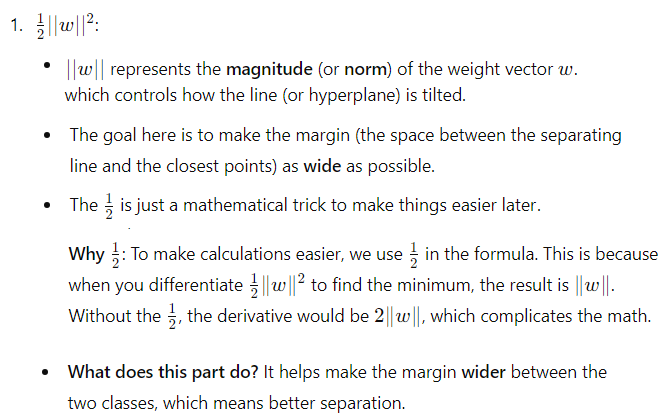 1. ½||w||²:
• ||w|| represents the magnitude (or norm) of the weight vector w.
which controls how the line (or hyperplane) is tilted.
• The goal here is to make the margin (the space between the separating
line and the closest points) as wide as possible.
• The ½ is just a mathematical trick to make things easier later.
Why ½: To make calculations easier, we use ½ in the formula. This is because
when you differentiate ½||w||² to find the minimum, the result is ||w||.
Without the ½, the derivative would be 2||w||, which complicates the math.
• What does this part do? It helps make the margin wider between the
two classes, which means better separation.